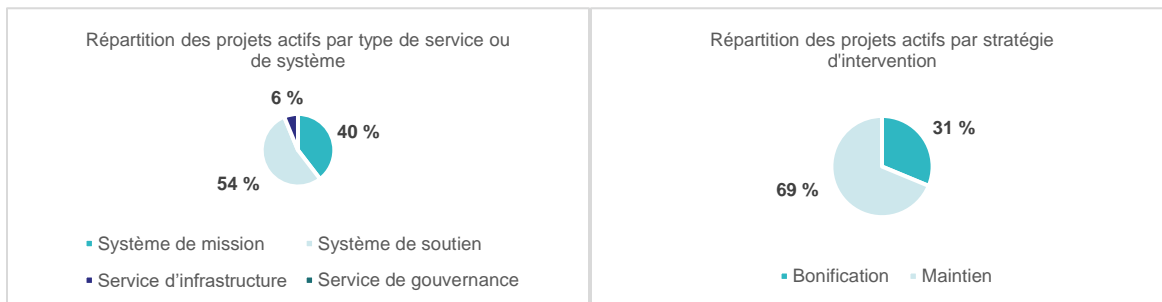 Répartition des projets actifs par type de service ou
de système
6 %
40 %
54 %
Système de mission
Système de soutien
Service d’infrastructure
Service de gouvernance
Répartition des projets actifs par stratégie
d'intervention
31 %
69 %
Bonification
Maintien